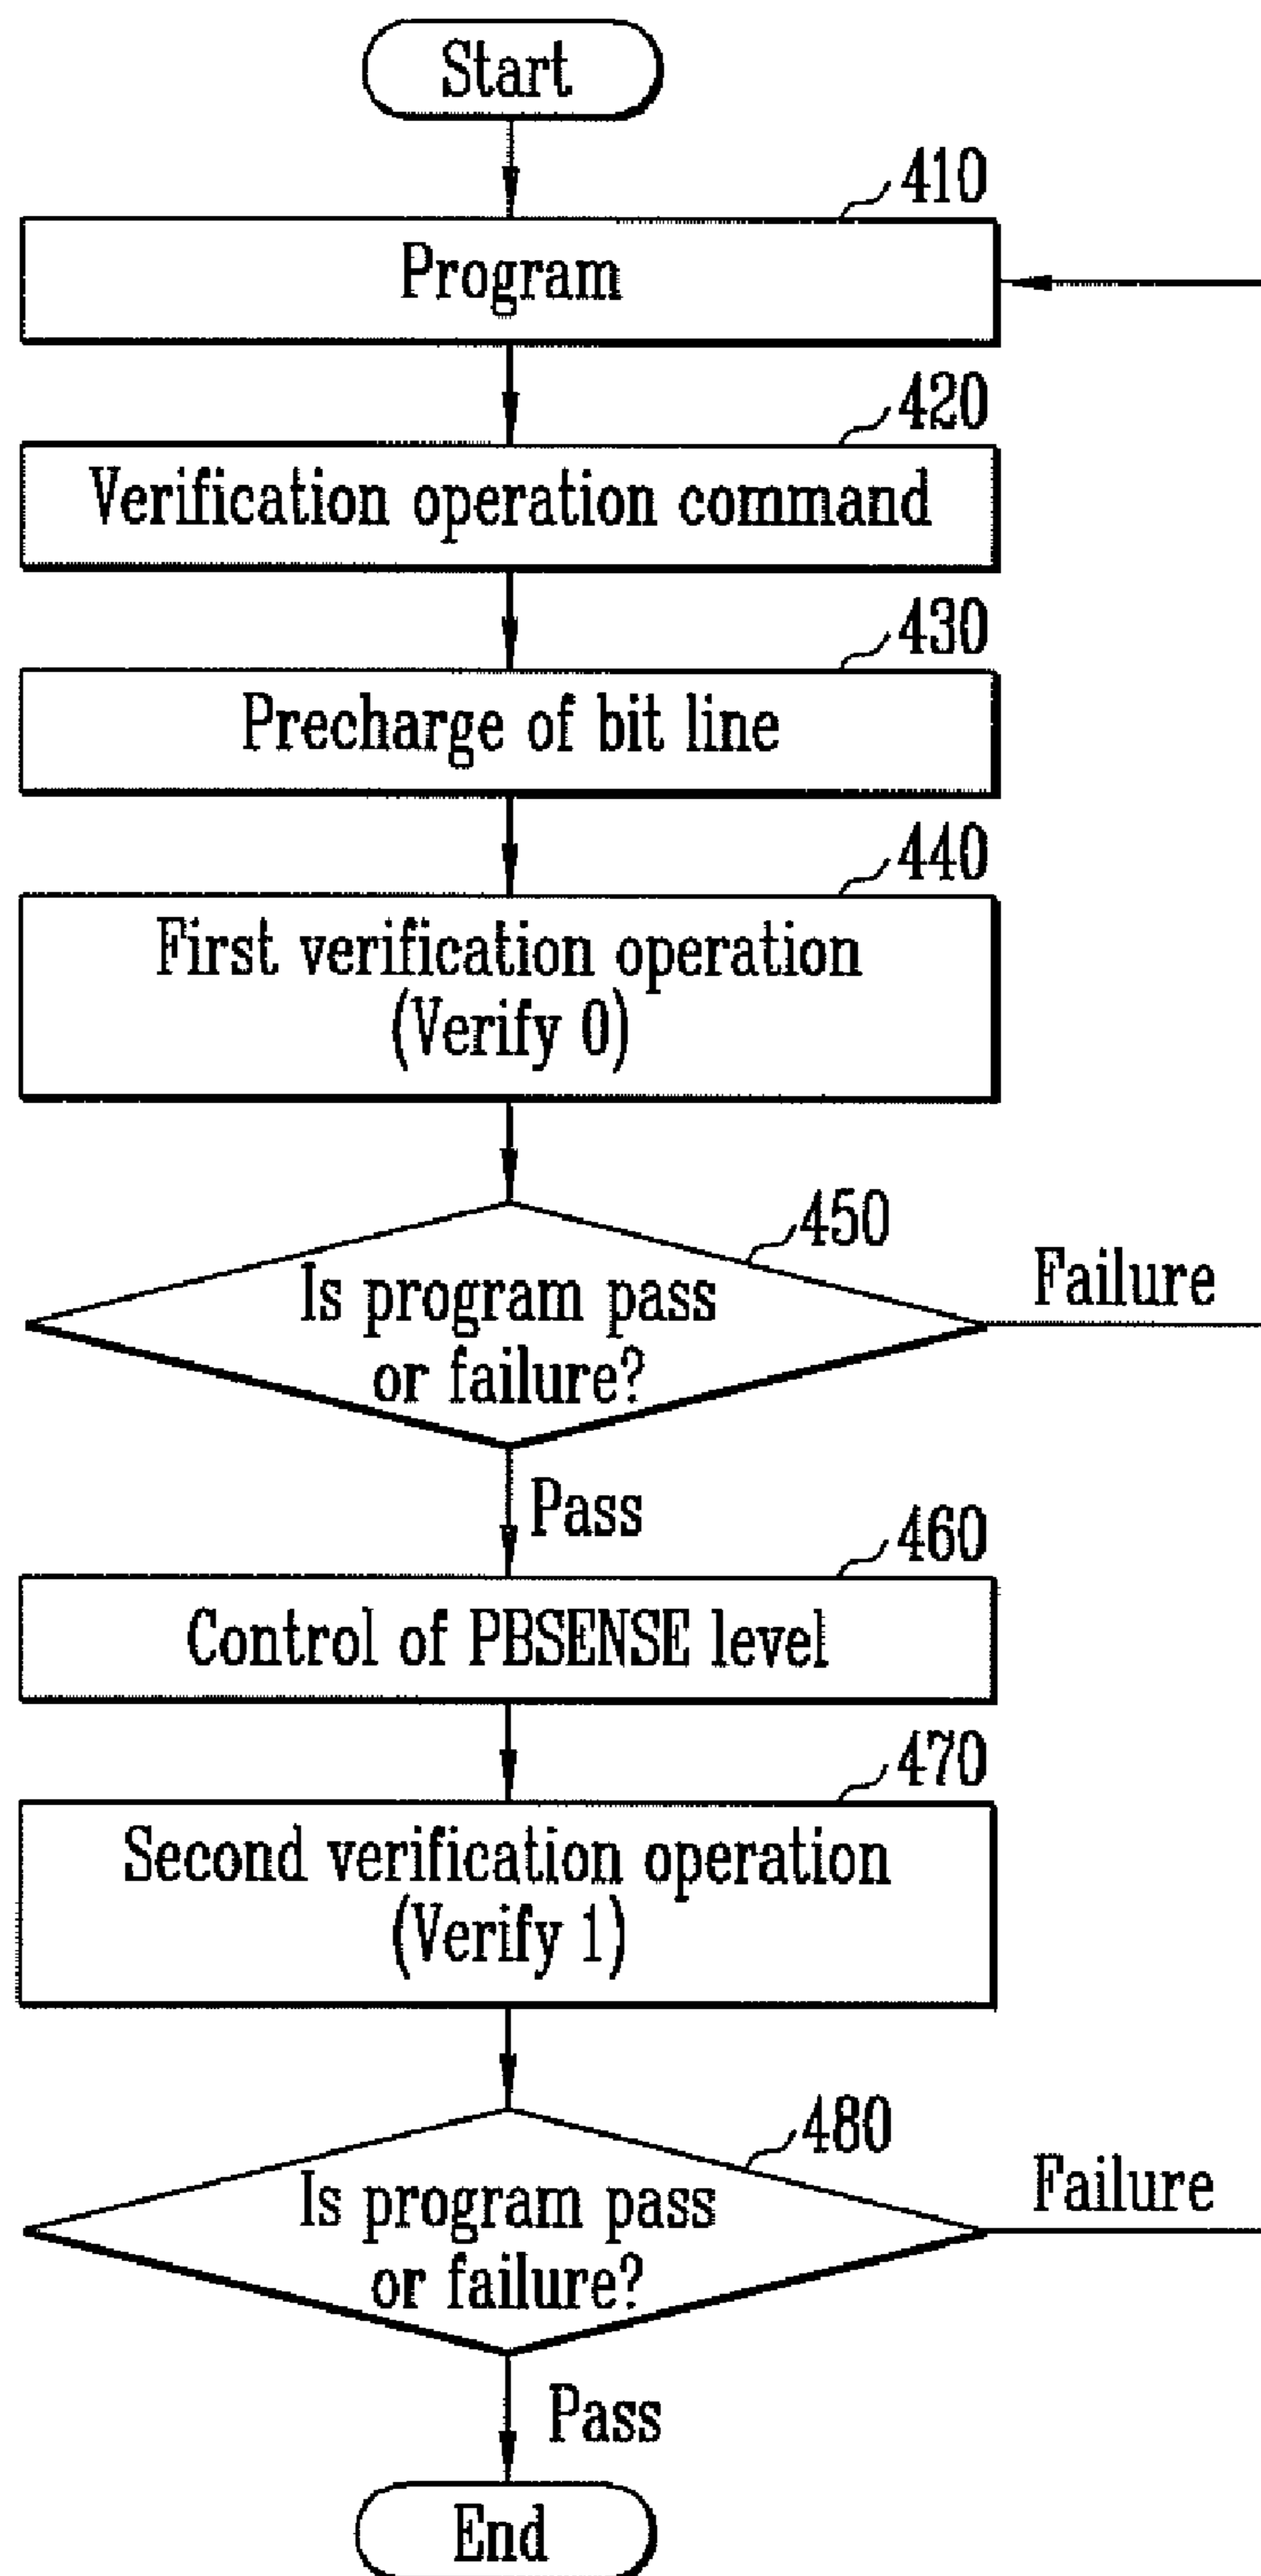 Start
410
Program
420
Verification operation command
430
Precharge of bit line
440
First verification operation
(Verify 0)
450
Is program pass
or failure?
Failure
Pass
460
Control of PBSENSE level
470
Second verification operation
(Verify 1)
480
Is program pass
or failure?
Failure
Pass
End